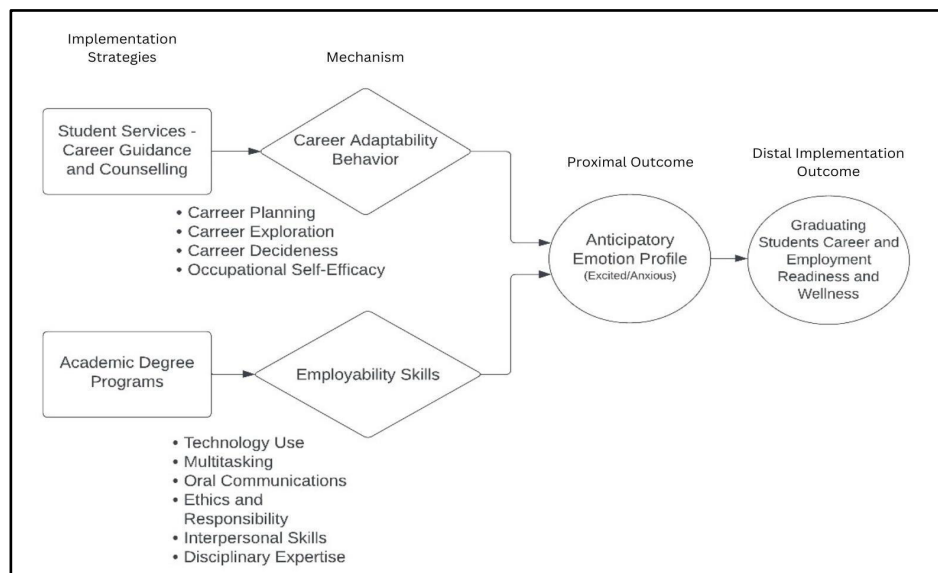 Implementation
Strategies
Mechanism
Student Services -
Career Guidance
and Counselling
Career Adaptability
Behavior
Proximal Outcome
Distal Implementation
Outcome
• Carreer Planning
• Carreer Exploration
• Carreer Decideness
• Occupational Self-Efficacy
Anticipatory
Emotion Profile
(Excited/Anxious)
Graduating
Students Career and
Employment
Readiness and
Wellness
Academic Degree
Programs
Employability Skills
• Technology Use
• Multitasking
• Oral Communications
• Ethics and
Responsibility
• Interpersonal Skills
• Disciplinary Expertise